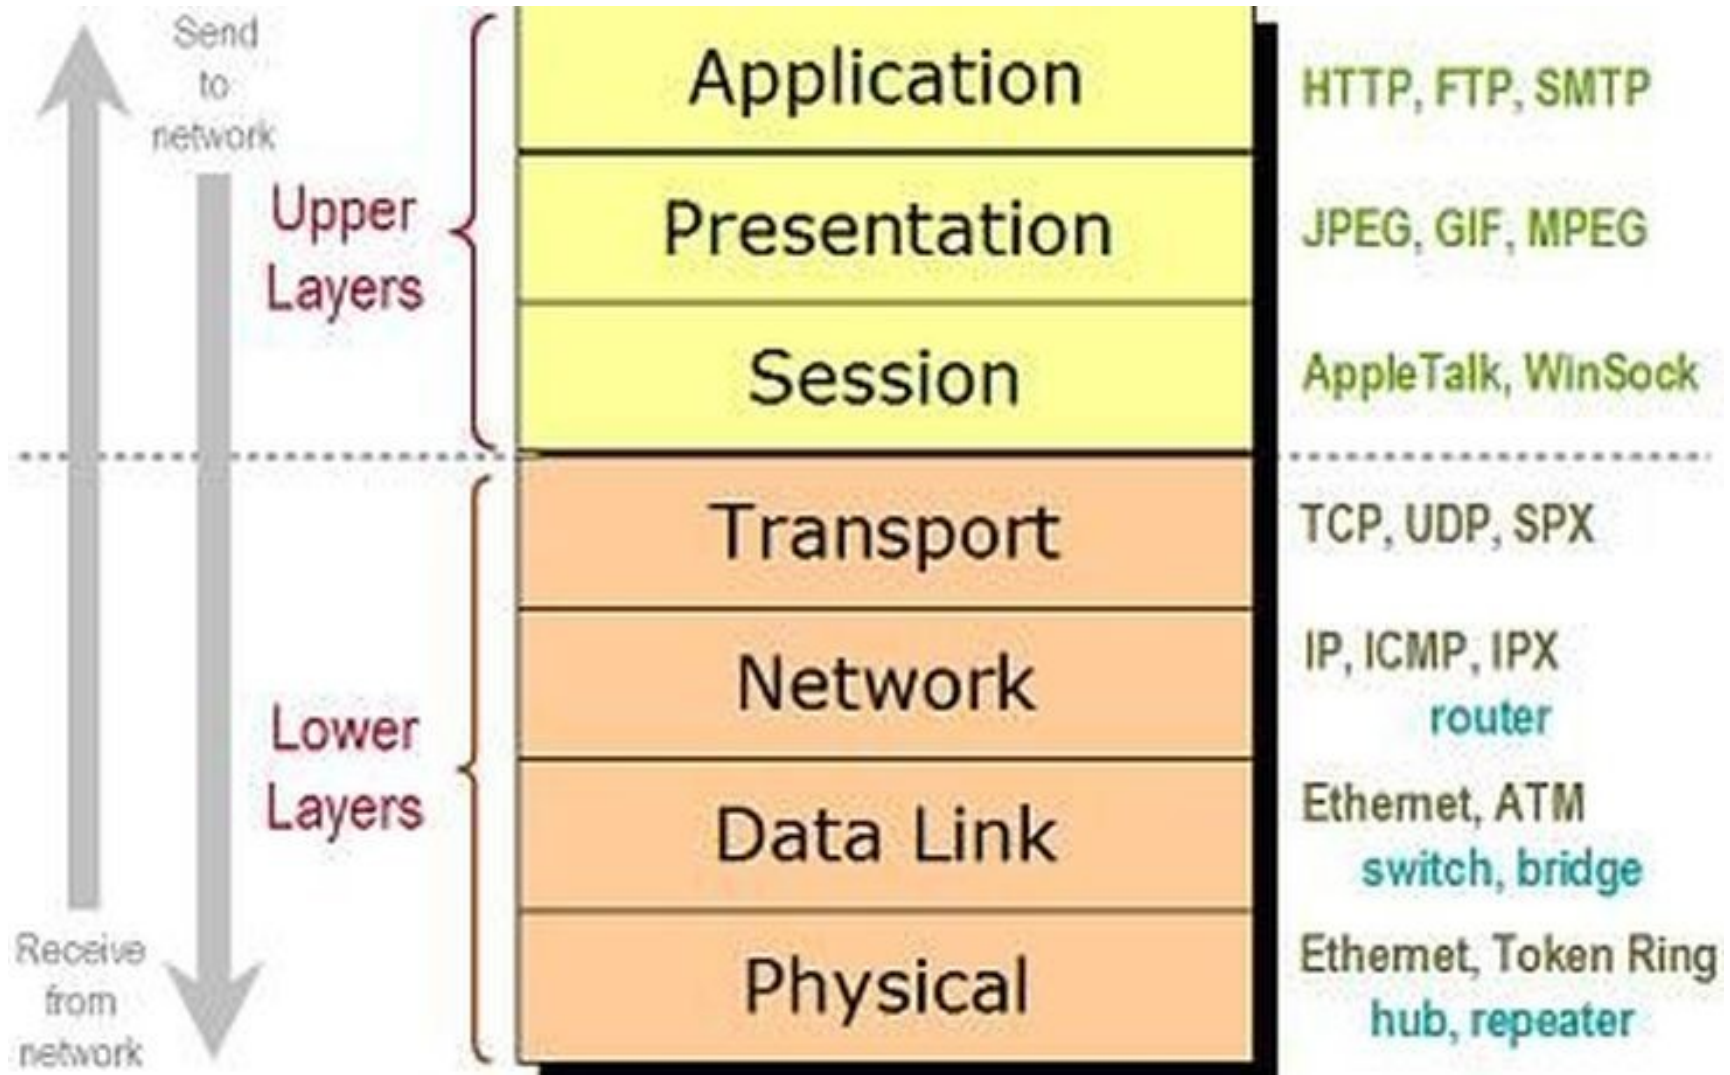 Send
to
network
Upper
Layers
Application
HTTP, FTP, SMTP
Presentation
JPEG, GIF, MPEG
Session
AppleTalk, WinSock
Lower
Layers
Transport
TCP, UDP, SPX
Network
IP, ICMP, IPX
router
Data Link
Ethernet, ATM
switch, bridge
Physical
Ethernet, Token Ring
hub, repeater
Receive
from
network